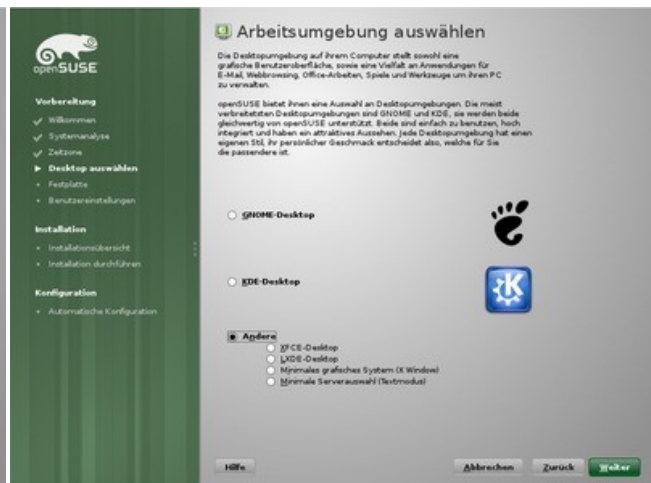 openSUSE
Vorbereitung
Willkommen
Systemanalyse
Zeitzone
Desktop auswählen
Festplatte
Benutzereinstellungen
Installation
Installationsübersicht
Installation durchführen
Konfiguration
Automatische Konfiguration
Arbeitsumgebung auswählen
Die Desktopumgebung auf ihrem Computer stellt sowohl eine
grafische Benutzeroberfläche, sowie eine Vielfalt an Anwendungen für
E-Mail, Webbrowsing, Office-Arbeiten, Spiele und Werkzeuge um ihren PC
zu verwalten.
openSUSE bietet ihnen eine Auswahl an Desktopumgebungen. Die meist
verbreitetsten Desktopumgebungen sind GNOME und KDE, sie werden beide
gleichwertig von openSUSE unterstützt. Beide sind einfach zu benutzen, hoch
integriert und haben ein attraktives Aussehen. Jede Desktopumgebung hat einen
eigenen Stil, ihr persönlicher Geschmack entscheidet also, welche für Sie
die passendere ist.
GNOME-Desktop
KDE-Desktop
Andere
XFCE-Desktop
LXDE-Desktop
Minimales grafisches System (X Window)
Minimale Serverauswahl (Textmodus)
Hilfe
Abbrechen
Zurück
Weiter